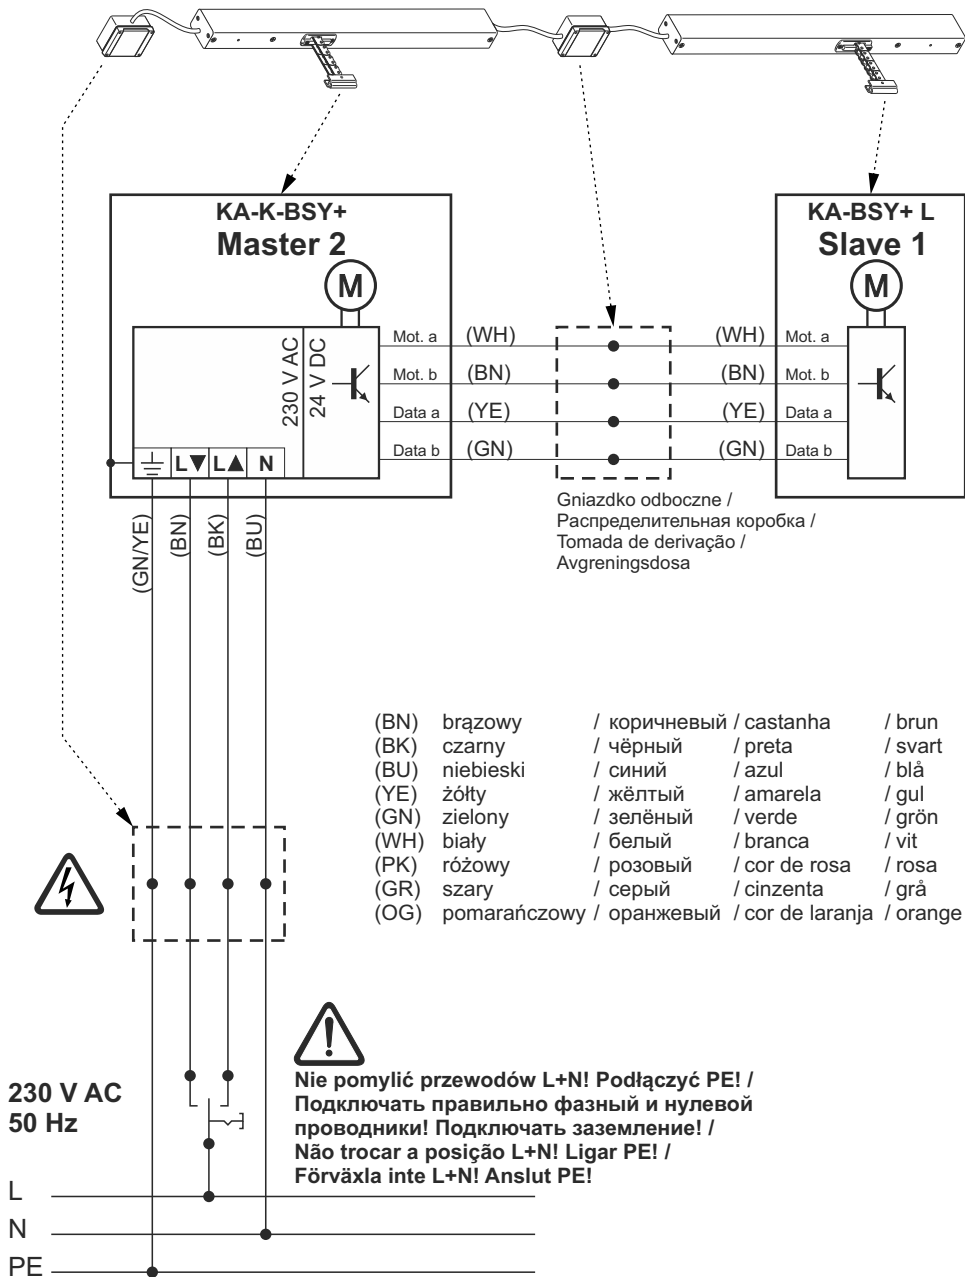 KA-K-BSY+
Master 2
KA-BSY+ L
Slave 1
M
M
230 V AC
24 V DC
Mot. a (WH) (WH) Mot. a
Mot. b (BN) (BN) Mot. b
Data a (YE) (YE) Data a
Data b (GN) (GN) Data b
L▼ L▲ N
(GN/YE) (BN) (BK) (BU)
Gniazdko odboczne /
Распределительная коробка /
Tomada de derivação /
Avgreningsdosa
(BN) brązowy / коричневый / castanha / brun
(BK) czarny / чёрный / preta / svart
(BU) niebieski / синий / azul / blå
(YE) żółty / жёлтый / amarela / gul
(GN) zielony / зелёный / verde / grön
(WH) biały / белый / branca / vit
(PK) różowy / розовый / cor de rosa / rosa
(GR) szary / серый / cinzenta / grå
(OG) pomarańczowy / оранжевый / cor de laranja / orange
Nie pomylić przewodów L+N! Podłączyć PE! /
Подключать правильно фазный и нулевой
проводники! Подключать заземление! /
Não trocar a posição L+N! Ligar PE! /
Förväxla inte L+N! Anslut PE!
230 V AC
50 Hz
L
N
PE